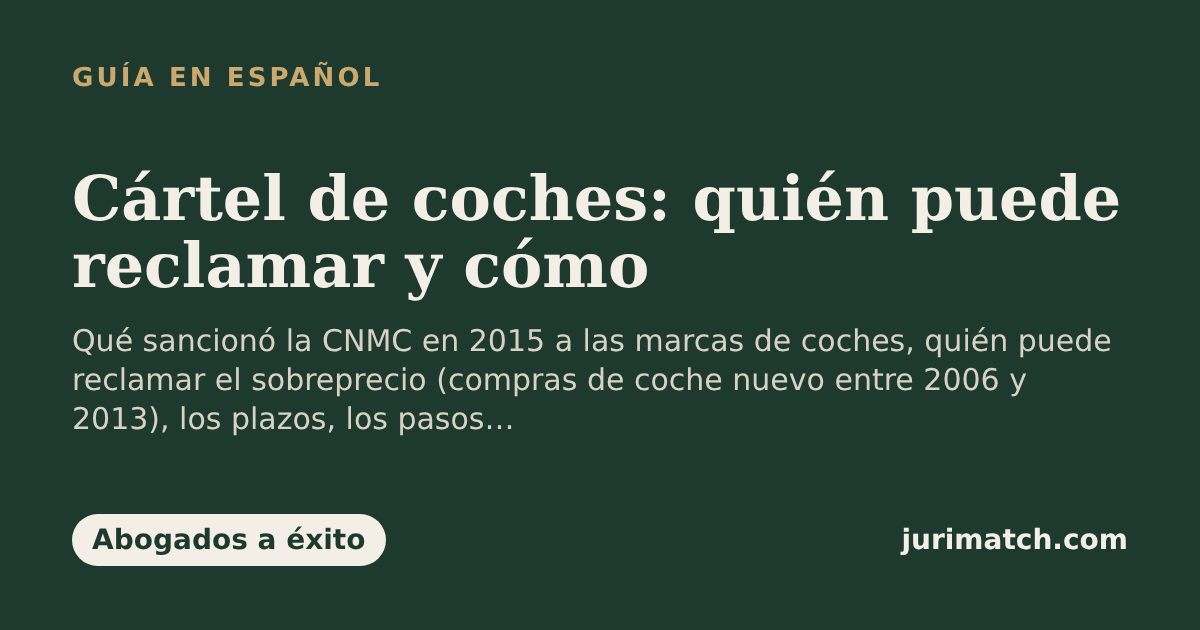 GUÍA EN ESPAÑOL
Cártel de coches: quién puede
reclamar y cómo
Qué sancionó la CNMC en 2015 a las marcas de coches, quién puede
reclamar el sobreprecio (compras de coche nuevo entre 2006 y
2013), los plazos, los pasos...
Abogados a éxito
jurimatch.com